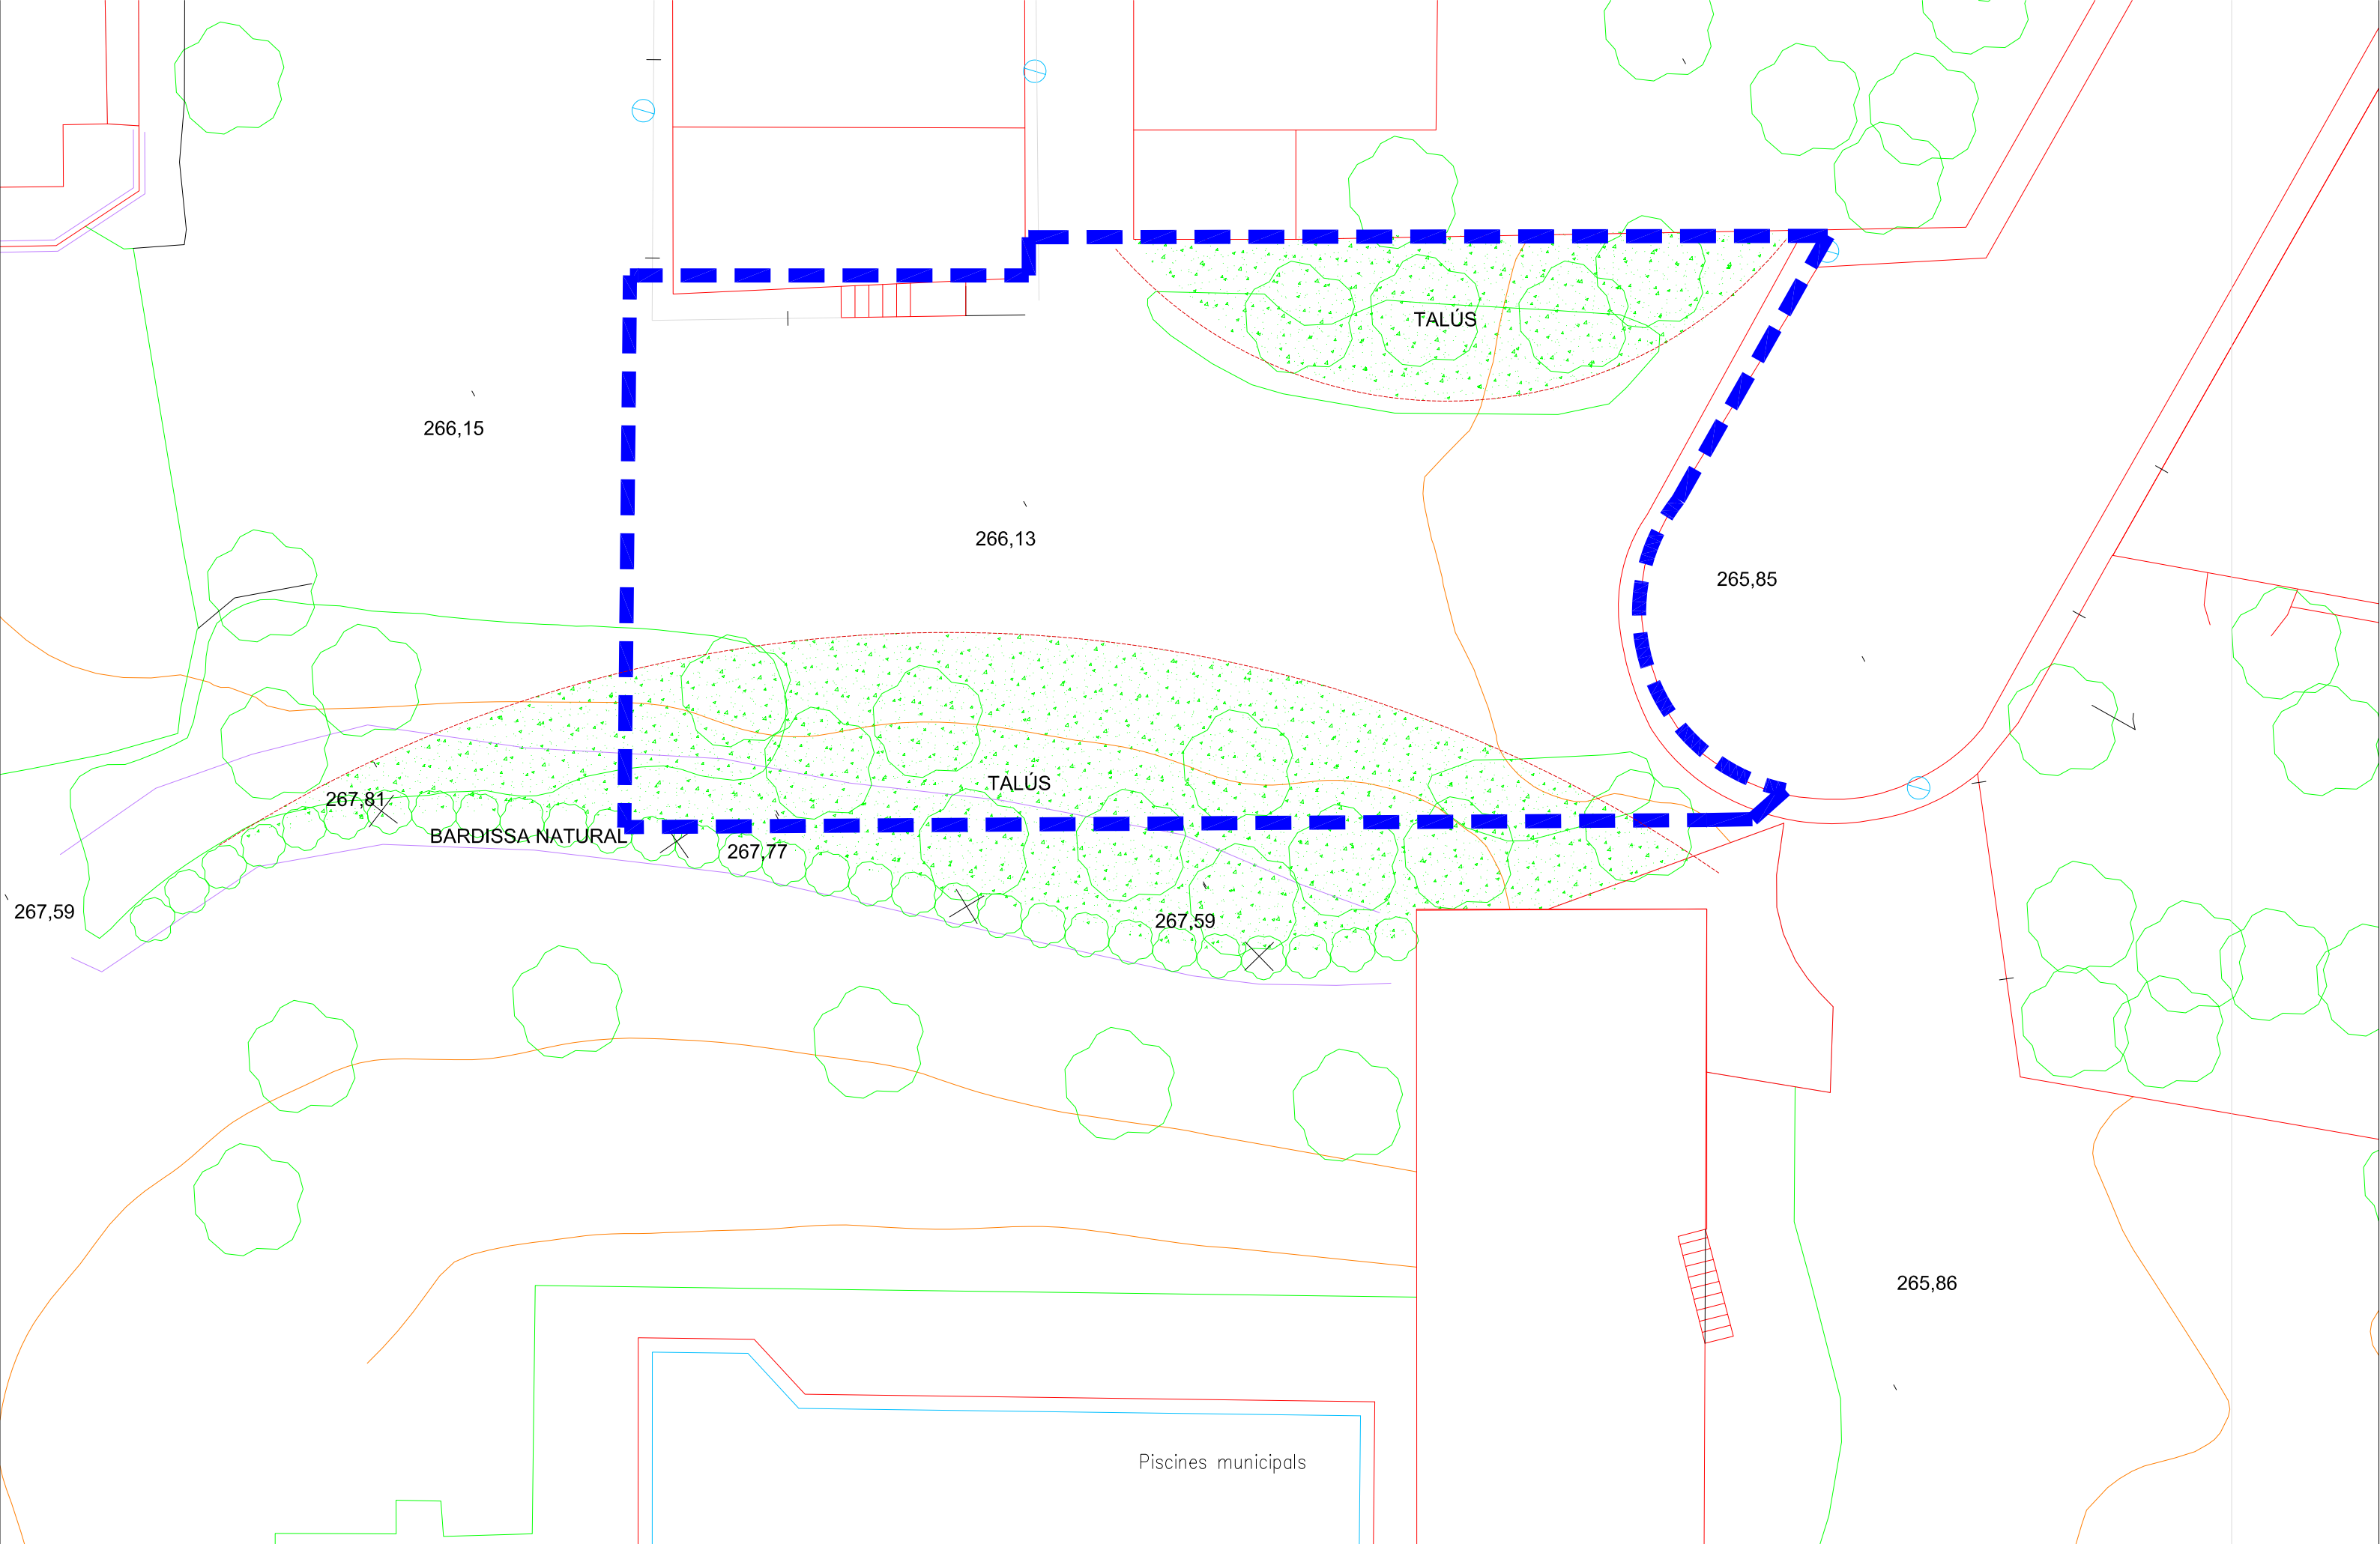 TALÚS
266,15
266,13
265,85
TALÚS
267,81
BARDISSA NATURAL
267,77
267,59
267,59
265,86
Piscines municipals